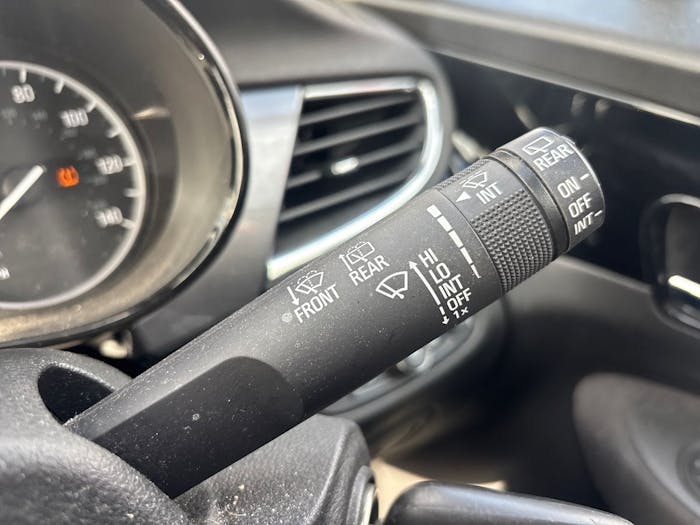 80
100
120
140
INT
REAR
ON
OFF
INT
FRONT
REAR
HI
LO
INT
OFF
1x